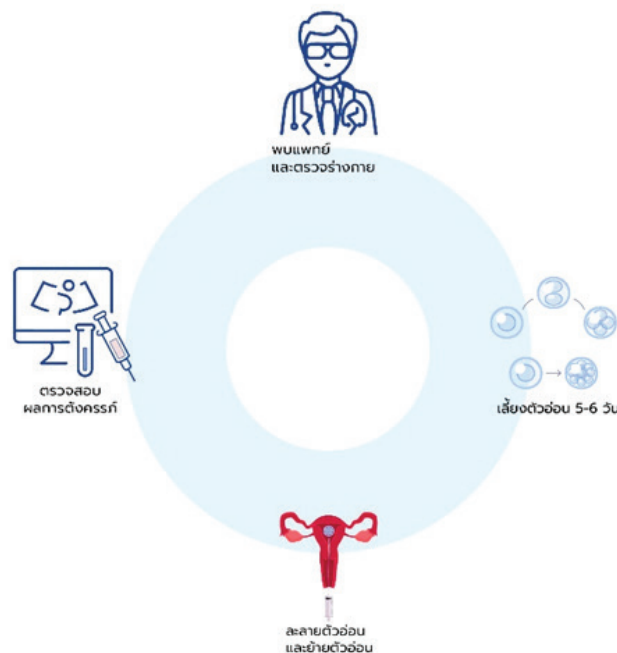 พบแพทย์
และตรวจร่างกาย
ตรวจสอบ
ผลการตั้งครรภ์
เลี้ยงตัวอ่อน 5-6 วัน
ละลายตัวอ่อน
และย้ายตัวอ่อน